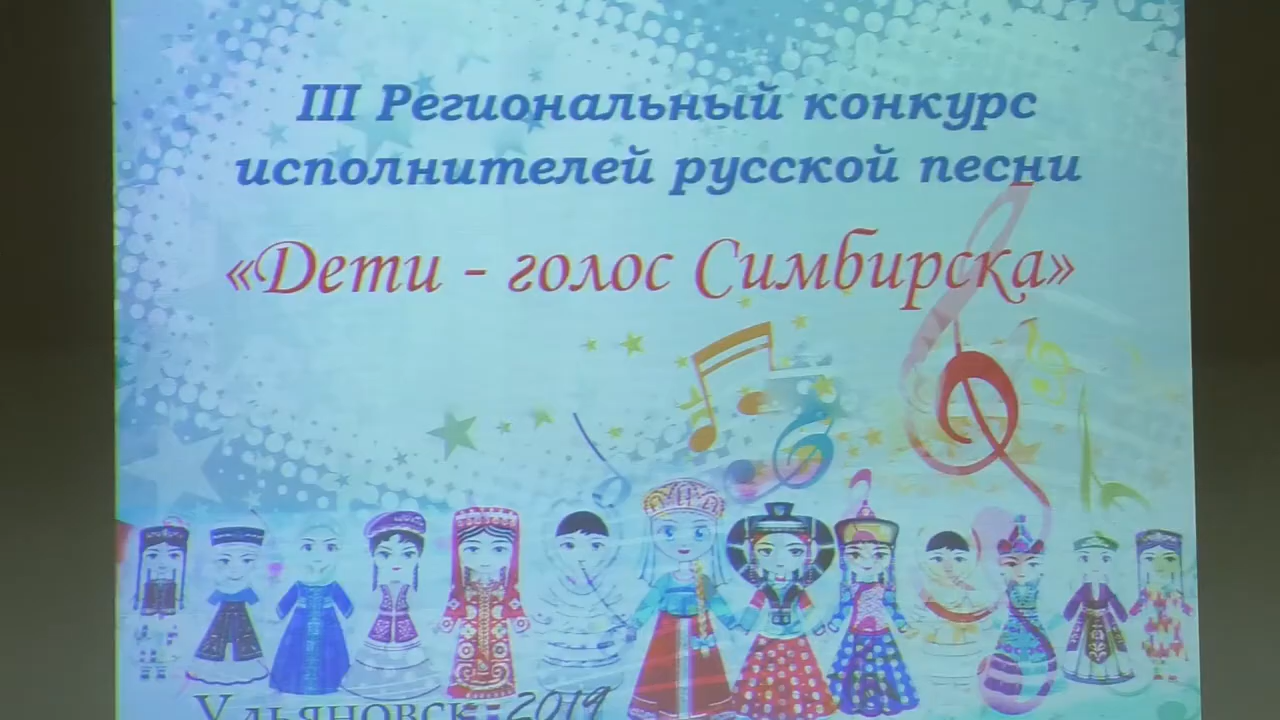 III Региональный конкурс
исполнителей русской песни
«Дети - голос Симбирска»
Ульяновск-2019